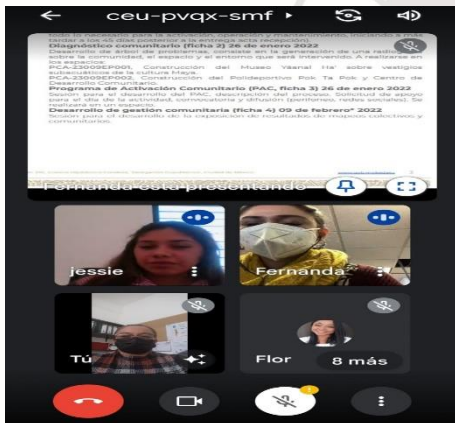 ceu-pvqx-smf
todo lo necesario para la activación, operación y mantenimiento, iniciando a más
tardar a los 45 días posterior a la entrega acta recepción).
Diagnóstico comunitario (ficha 2) 26 de enero 2022
Desarrollo de árbol de problemas, consiste en la generación de una
sobre la comunidad, el espacio y el entorno que será intervenido. A realizarse en
los espacios:
PCA-23009EP001, Construcción del Museo Yáanal Ha' sobre vestigios
subacuáticos de la cultura Maya.
PCA-23009EP002, Construcción del Polideportivo Pok Ta Pok y Centro de
Desarrollo Comunitario.
Programa de Activación Comunitario (PAC, ficha 3) 26 de enero 2022
Sesión para el desarrollo del PAC, descripción del proceso. Solicitud de apoyo
para el día de la actividad, convocatoria y difusión (perifoneo, redes sociales). Se
realizará en un espacio
Desarrollo de gestión comunitaria (ficha 4) 09 de febrero* 2022
Sesión para el desarrollo de la exposición de resultados de mapeos colectivos y
comunitarios.
Fernanda está presentando
jessie
Fernanda
Tú
Flor
8 más